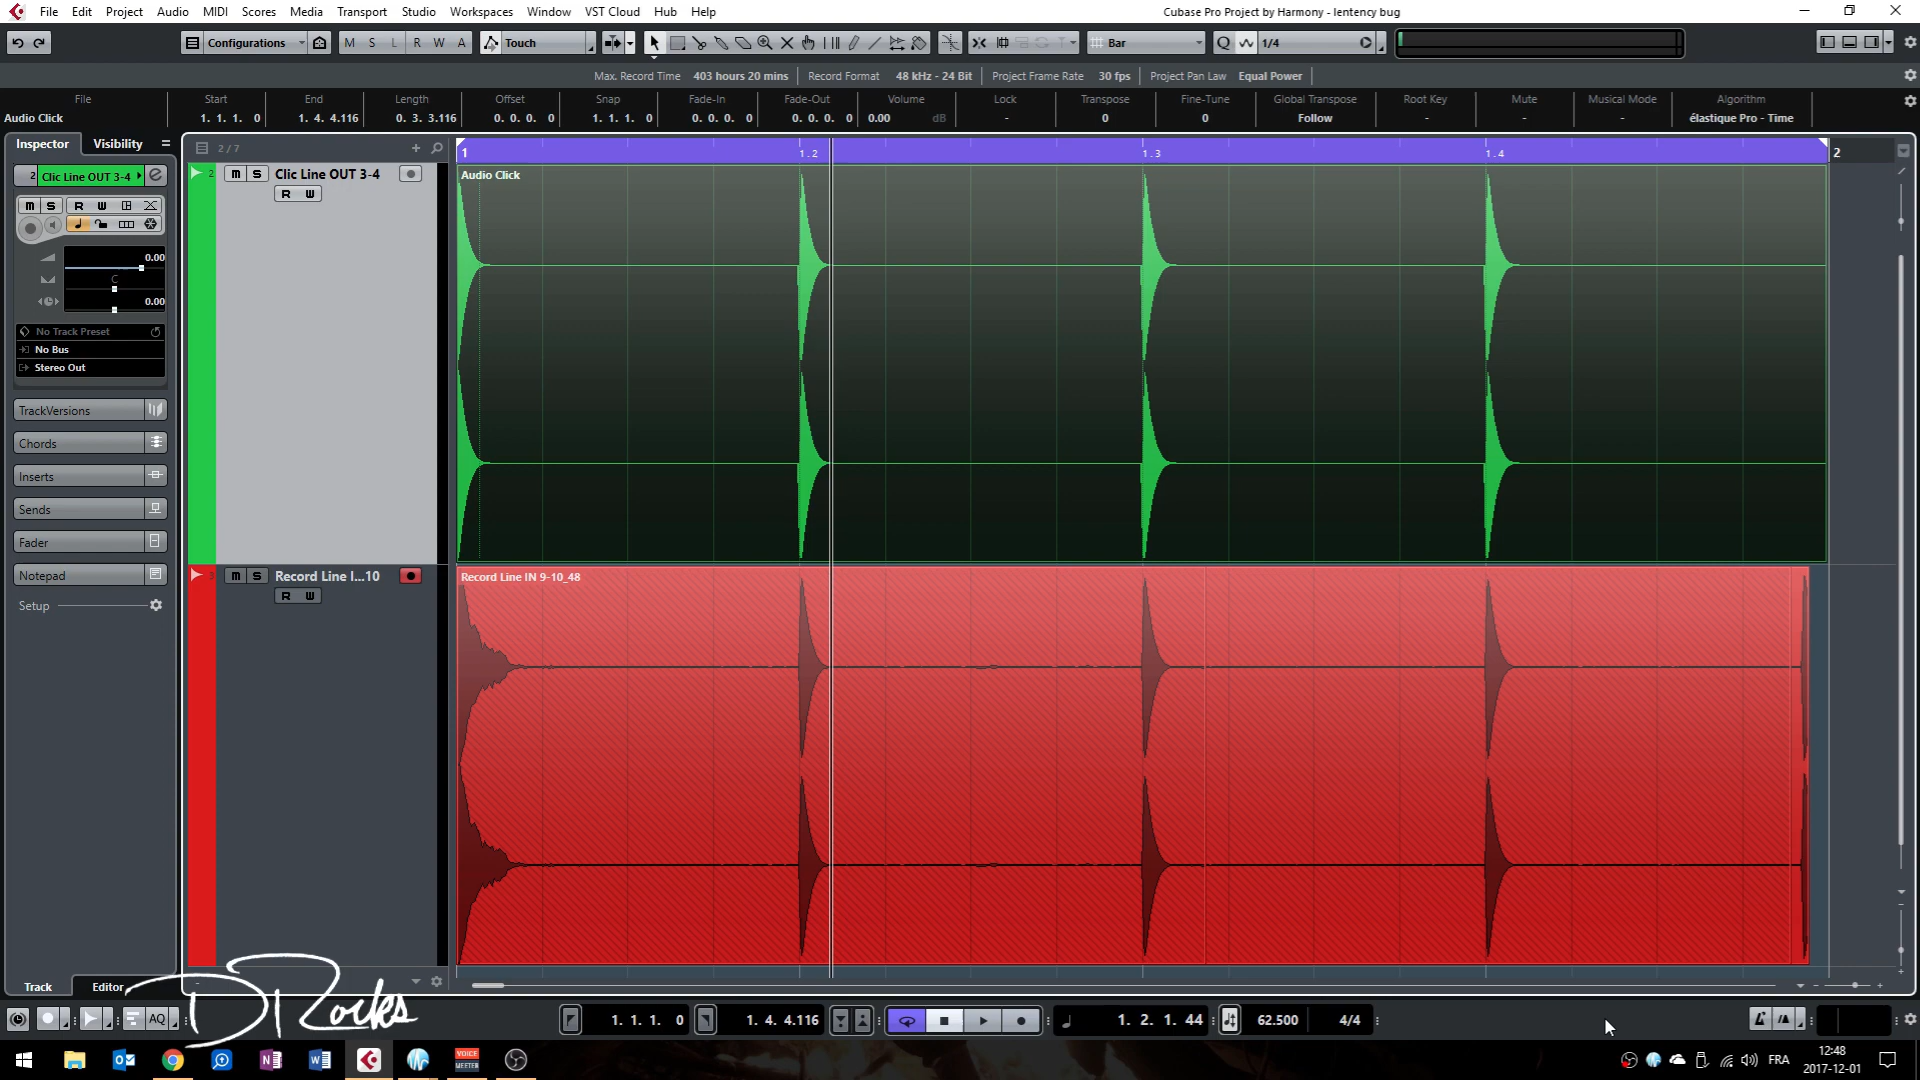 File Edit Project Audio MIDI Scores Media Transport Studio Workspaces Window VST Cloud Hub Help
Cubase Pro Project by Harmony - lentency bug
Configurations M S L R W A Touch Bar Q 1/4
Max. Record Time 403 hours 20 mins Record Format 48 kHz - 24 Bit Project Frame Rate 30 fps Project Pan Law Equal Power
File Start End Length Offset Snap Fade-In Fade-Out Volume Lock Transpose Fine-Tune Global Transpose Root Key Mute Musical Mode Algorithm
Audio Click 1. 1. 1. 0 1. 4. 4.116 0. 3. 3.116 0. 0. 0. 0 1. 1. 1. 0 0. 0. 0. 0 0. 0. 0. 0 0.00 dB - 0 0 Follow - - - élastique Pro - Time
Inspector Visibility
2 / 7
1 1.2 1.3 1.4 2
2 Clic Line OUT 3-4
2 M S Clic Line OUT 3-4
R W
Audio Click
M S R W
0.00
C
0.00
No Track Preset
No Bus
Stereo Out
TrackVersions
Chords
Inserts
Sends
Fader
Notepad
Setup
3 M S Record Line I...10
R W
Record Line IN 9-10_48
Track Editor
DRocks
AQ 1. 1. 1. 0 1. 4. 4.116 1. 2. 1. 44 62.500 4/4
VOICE
MEETER
FRA
12:48
2017-12-01